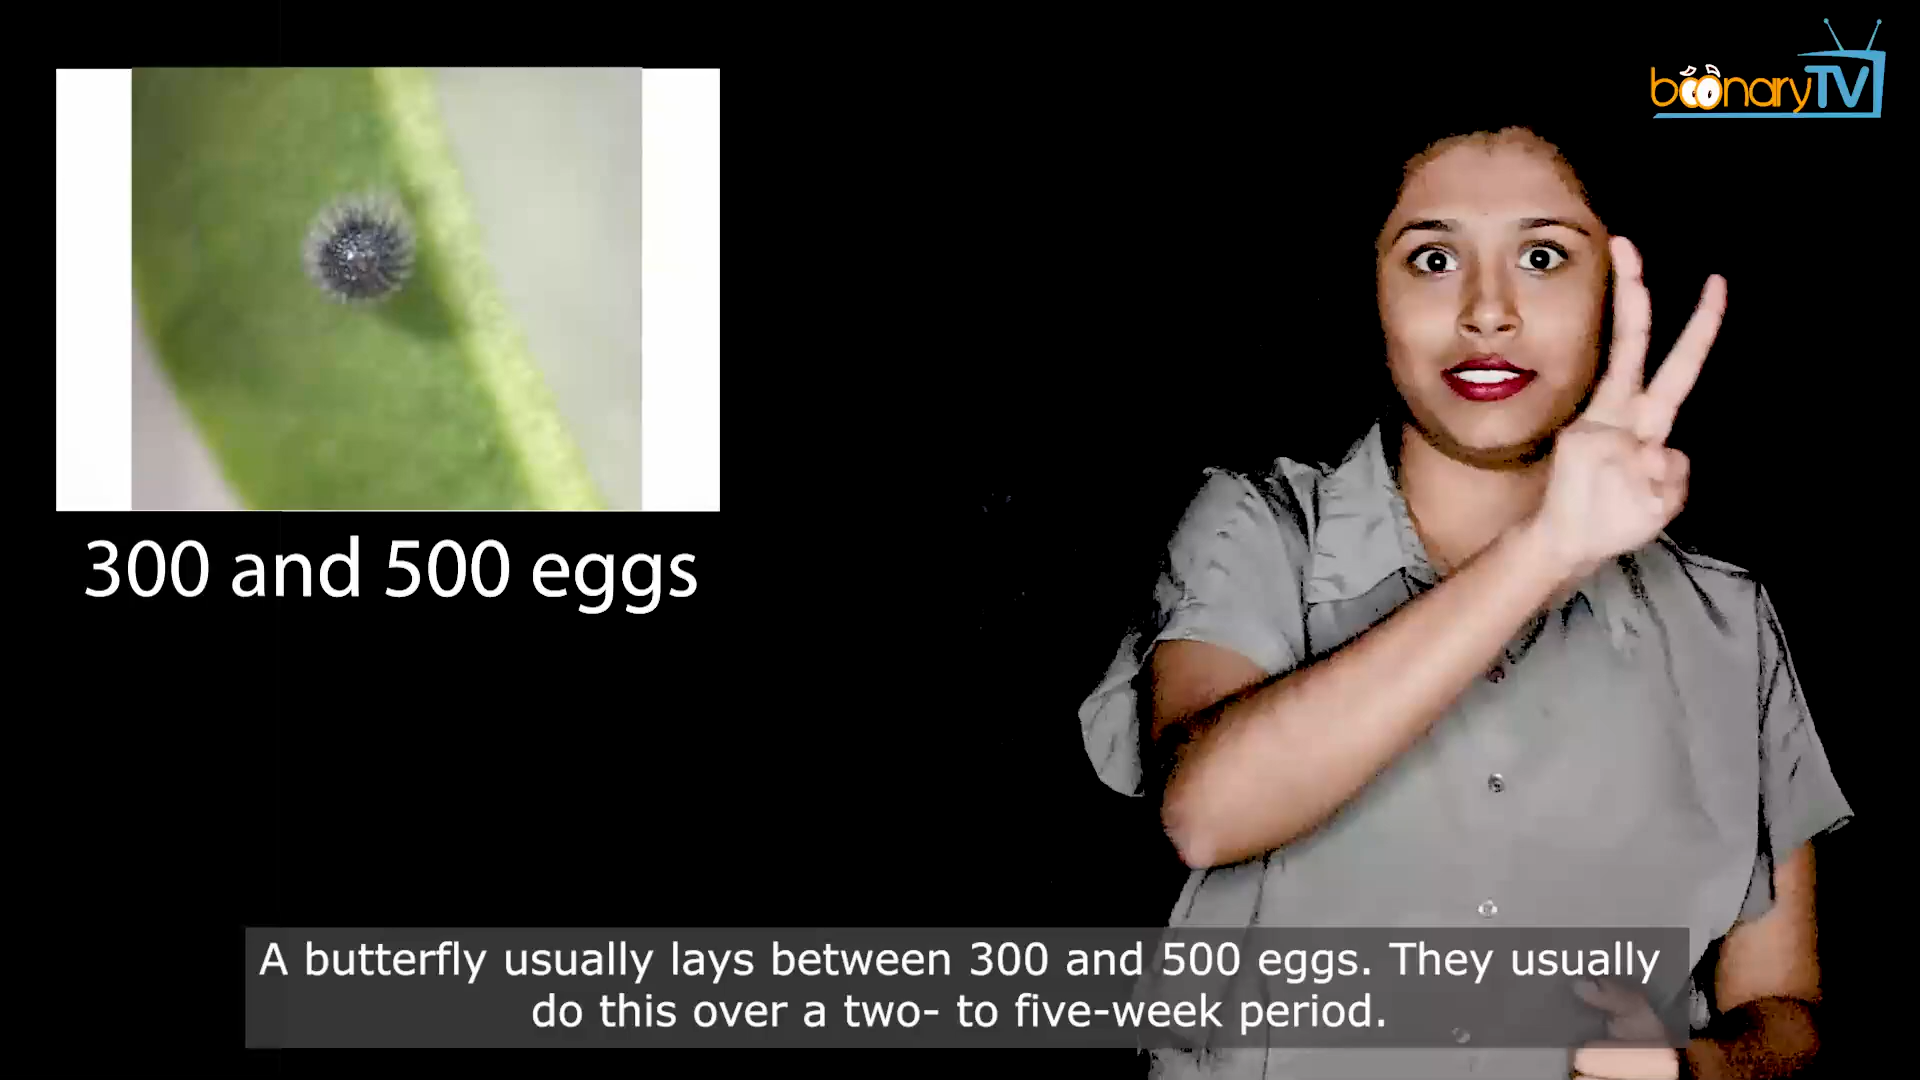 boonaryTV
300 and 500 eggs
A butterfly usually lays between 300 and 500 eggs. They usually
do this over a two- to five-week period.